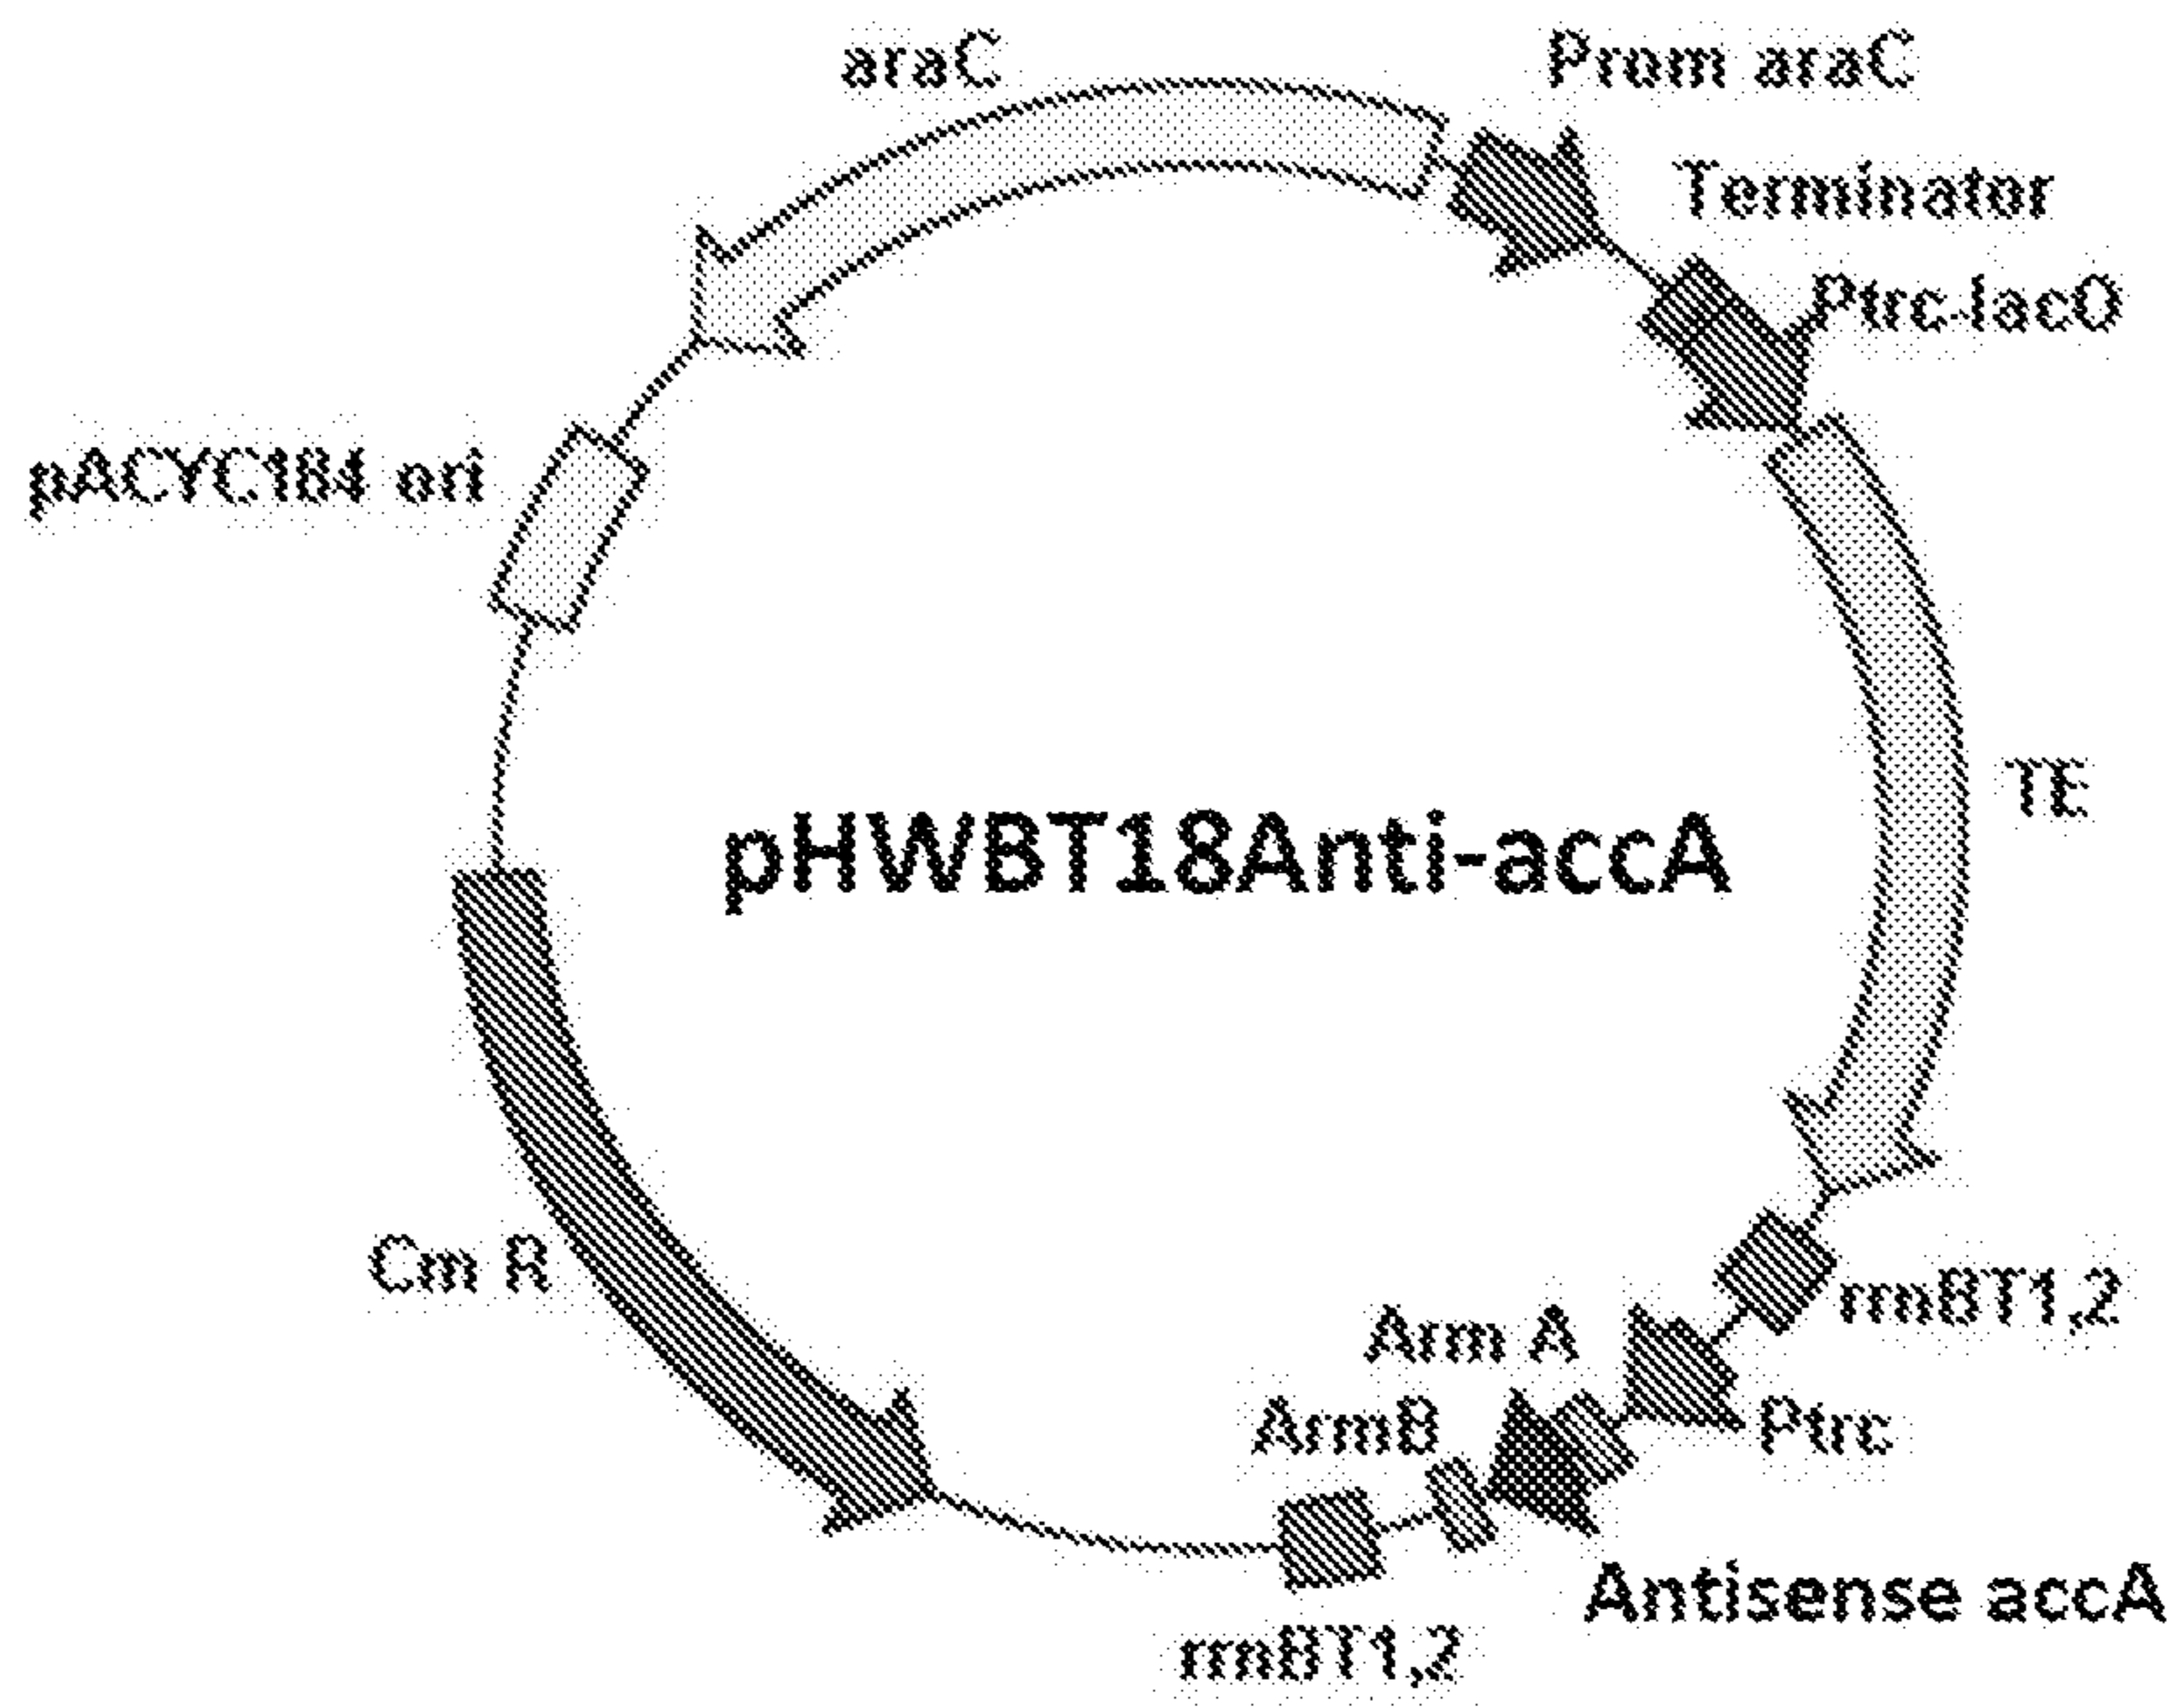 araC
Prom araC
Terminator
Ptrc-lacO
pACYC184 ori
TE
pHWBT18Anti-accA
Cm R
rrnBT1,2
Arm A
ArmB
Ptrc
Antisense accA
rrnBT1,2